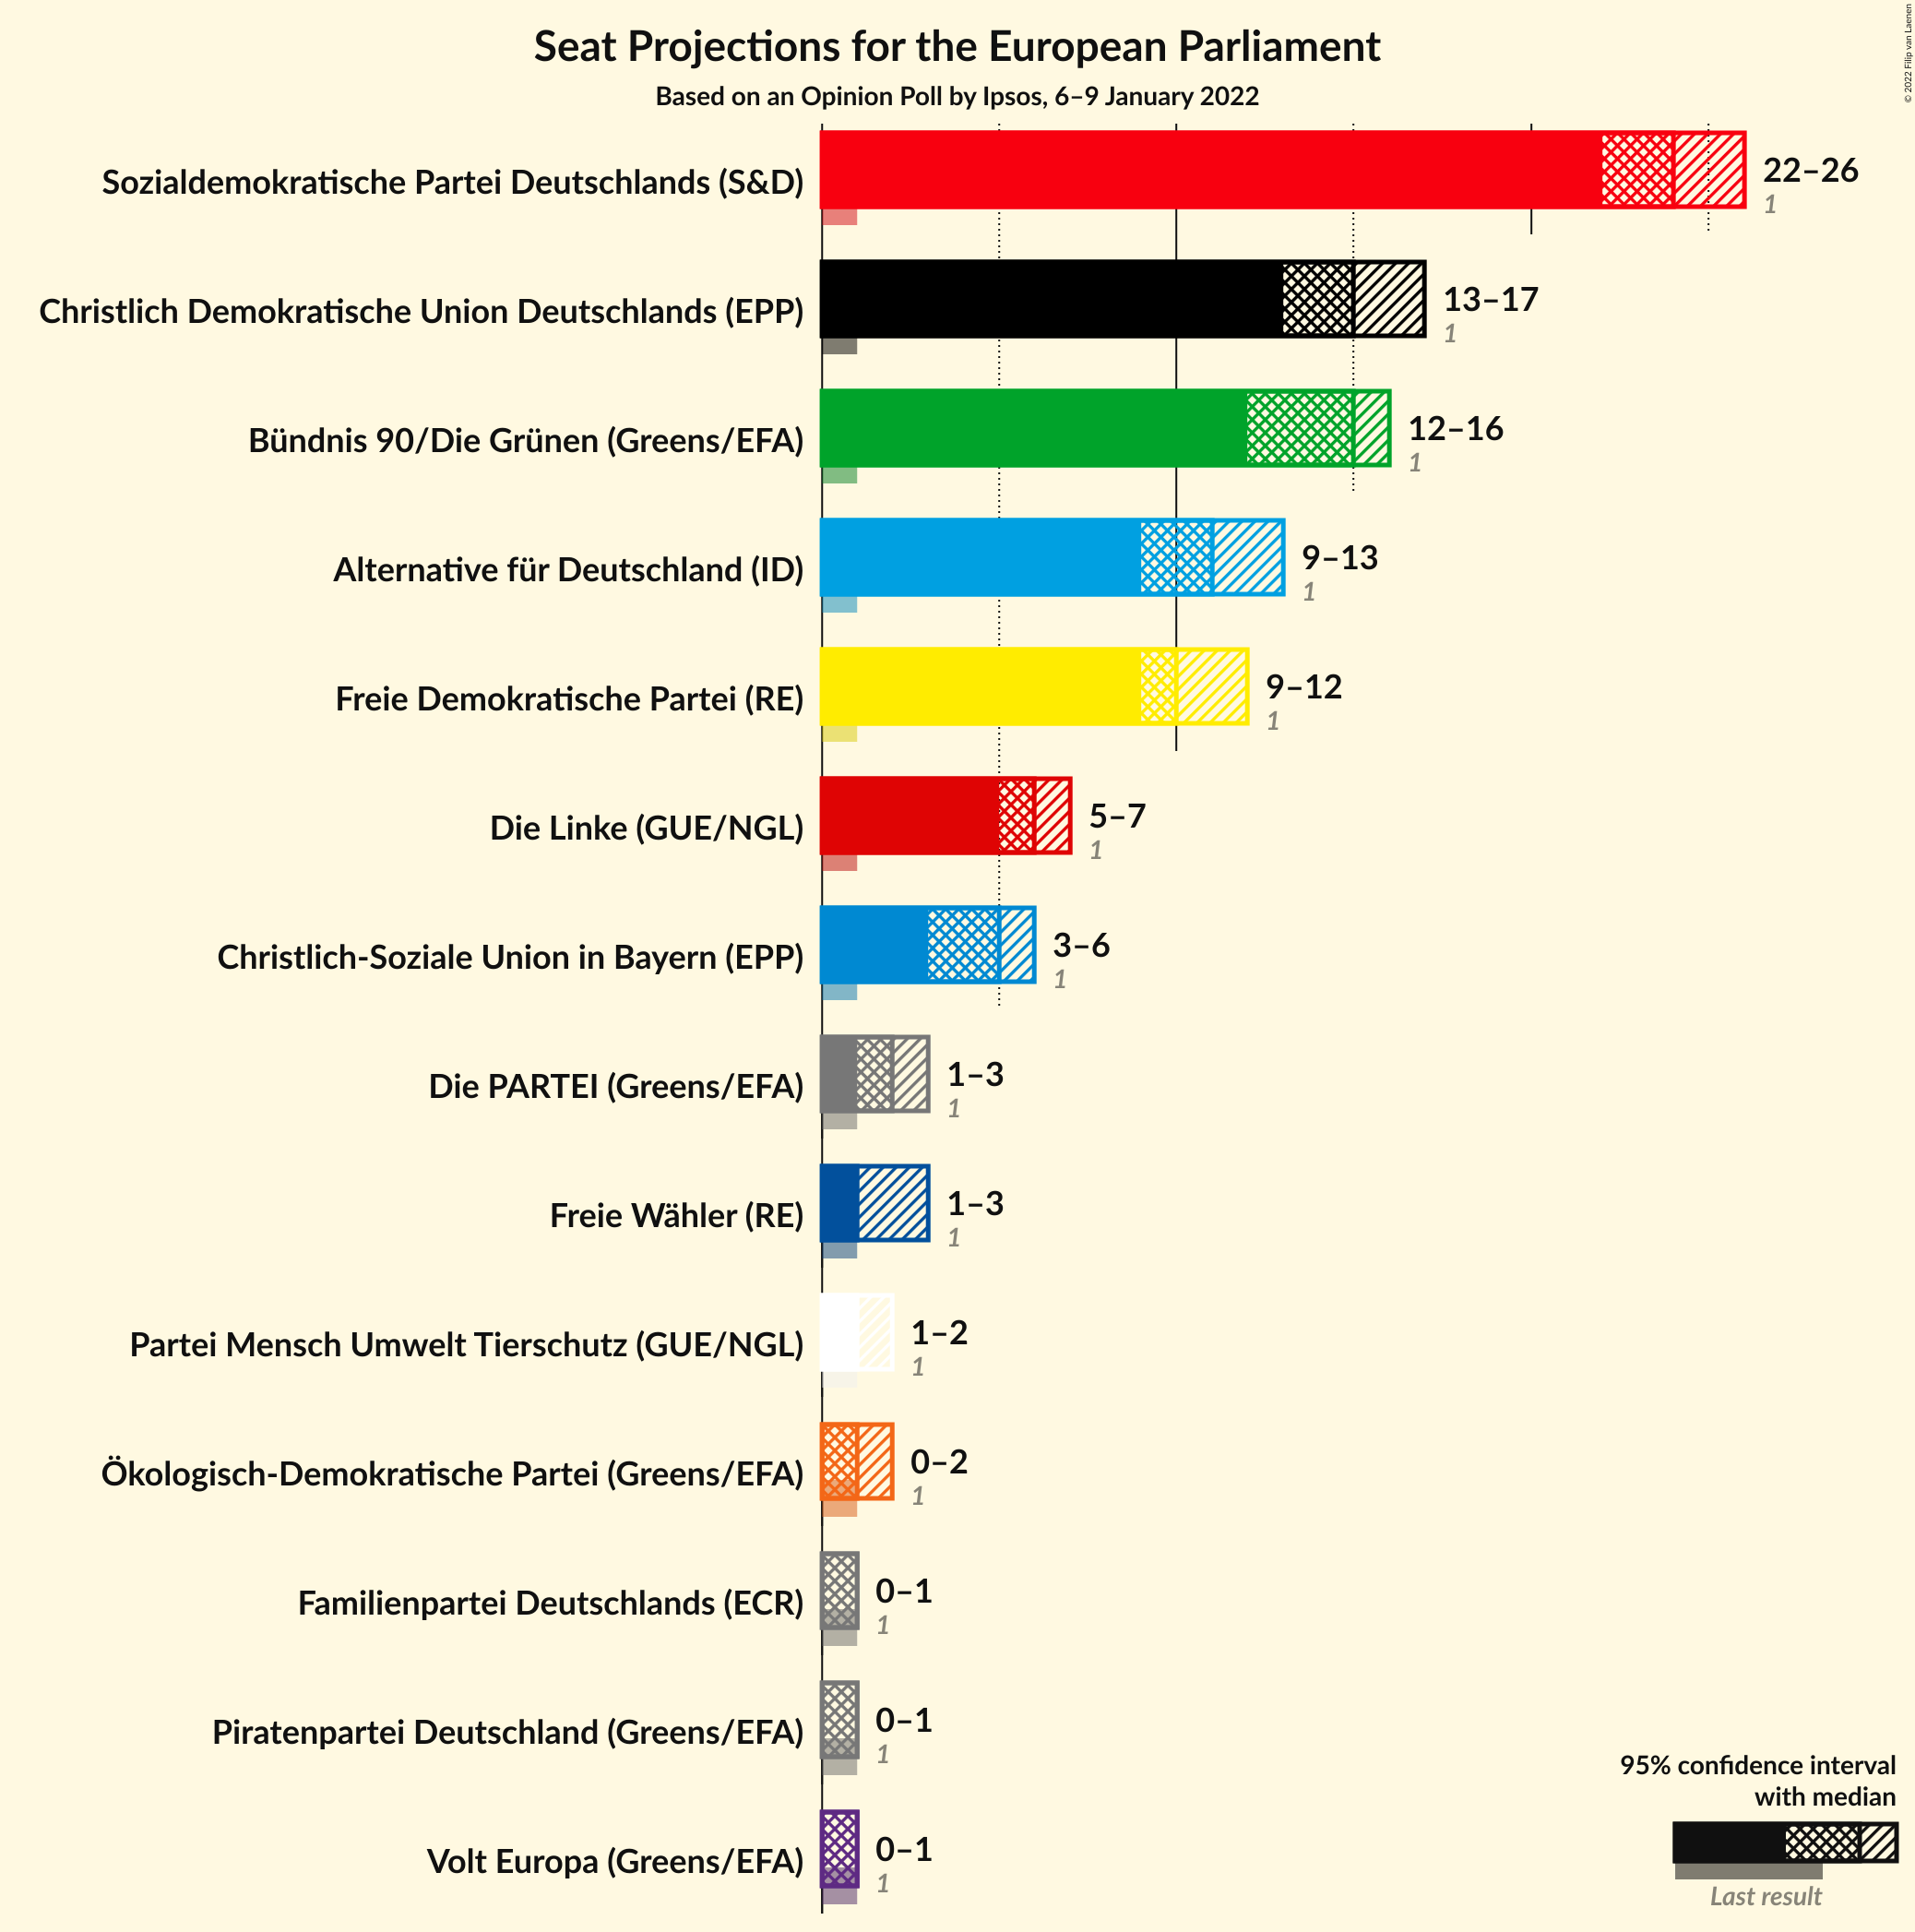 Seat Projections for the European Parliament
Based on an Opinion Poll by Ipsos, 6–9 January 2022
© 2022 Filip van Laenen
Sozialdemokratische Partei Deutschlands (S&D)
22–26
1
Christlich Demokratische Union Deutschlands (EPP)
13–17
1
Bündnis 90/Die Grünen (Greens/EFA)
12–16
1
Alternative für Deutschland (ID)
9–13
1
Freie Demokratische Partei (RE)
9–12
1
Die Linke (GUE/NGL)
5–7
1
Christlich-Soziale Union in Bayern (EPP)
3–6
1
Die PARTEI (Greens/EFA)
1–3
1
Freie Wähler (RE)
1–3
1
Partei Mensch Umwelt Tierschutz (GUE/NGL)
1–2
1
Ökologisch-Demokratische Partei (Greens/EFA)
0–2
1
Familienpartei Deutschlands (ECR)
0–1
1
Piratenpartei Deutschland (Greens/EFA)
0–1
1
Volt Europa (Greens/EFA)
0–1
1
95% confidence interval
with median
Last result